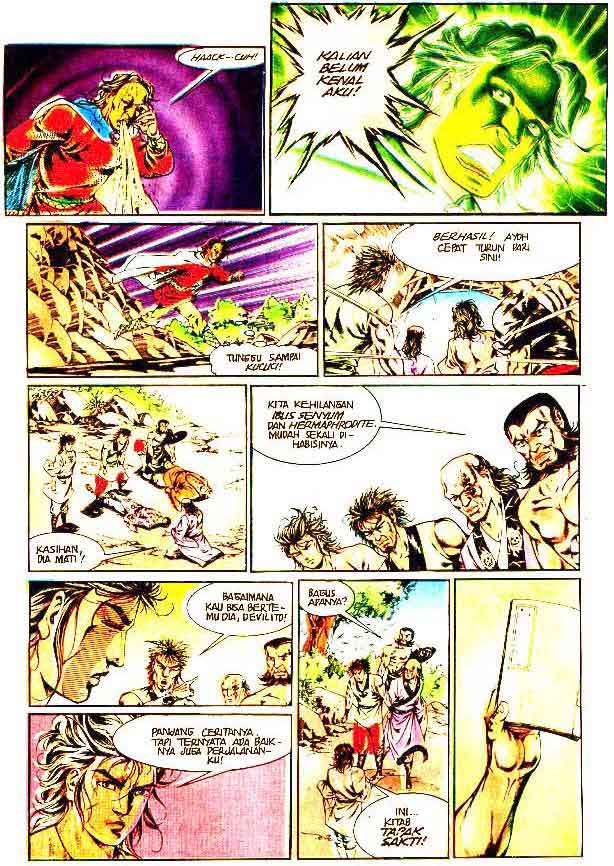 HAACK--CUH!
KALIAN
BELUM
KENAL
AKU!
TUNGGU SAMPAI
KUCUCI!
BERHASIL! AYOH
CEPAT TURUN DARI
SINI!
KITA KEHILANGAN
IBLIS SENYUM
DAN HERMAPHRODITE.
MUDAH SEKALI DI-
HABISINYA.
KASIHAN,
DIA MATI!
BAGAIMANA
KAU BISA BERTE-
MU DIA, DEVILITO!
BAGUS
APANYA?
PANJANG CERITANYA.
TAPI TERNYATA ADA BAIK-
NYA JUGA PERJALANAN-
KU!
INI...
KITAB
TAPAK
SAKTI!